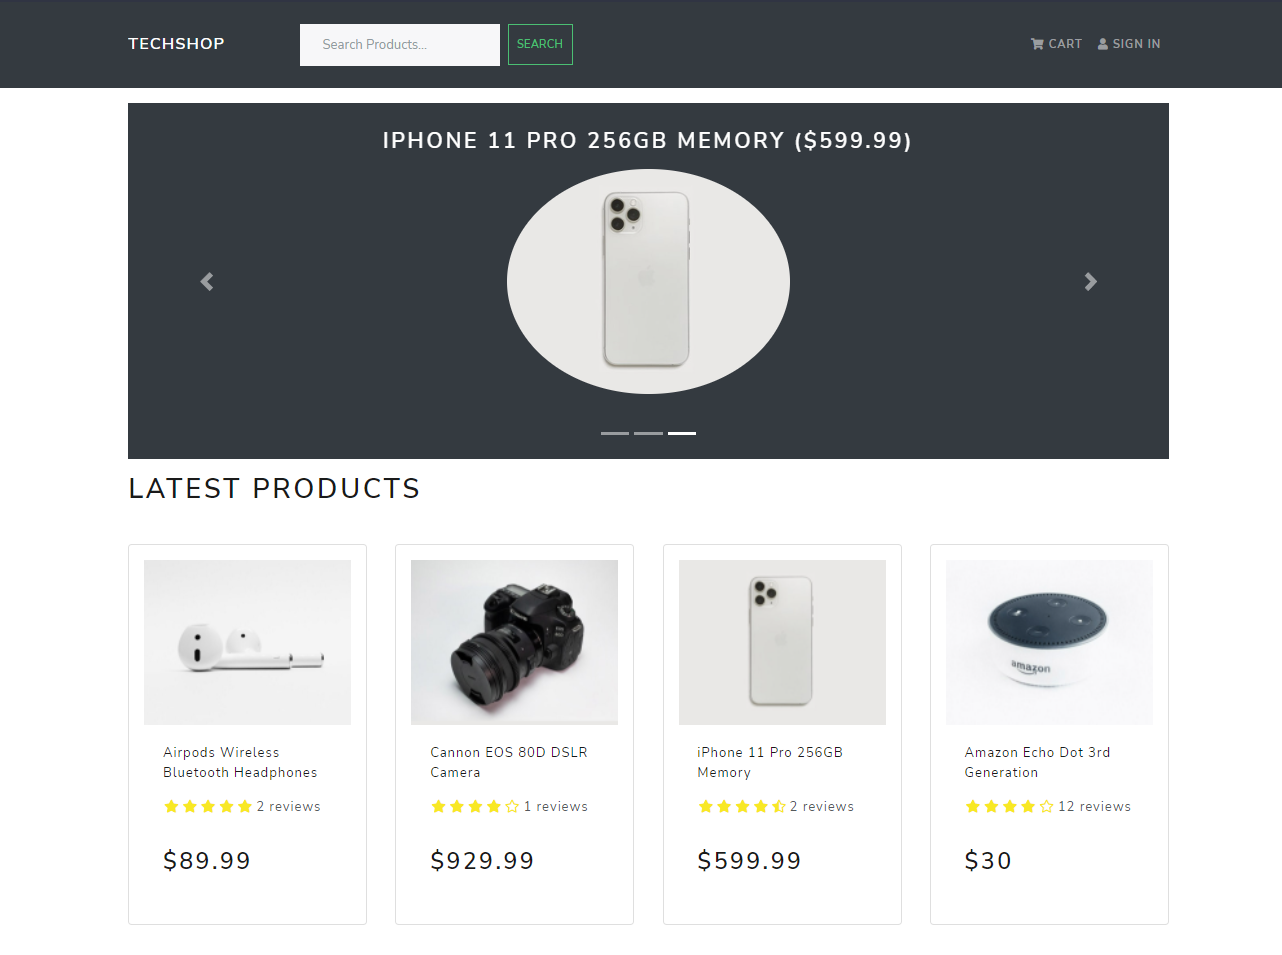 TECHSHOP
Search Products...
SEARCH
CART
SIGN IN
IPHONE 11 PRO 256GB MEMORY ($599.99)
LATEST PRODUCTS
amazon
Airpods Wireless
Bluetooth Headphones
2 reviews
$89.99
Cannon EOS 80D DSLR
Camera
1 reviews
$929.99
iPhone 11 Pro 256GB
Memory
2 reviews
$599.99
Amazon Echo Dot 3rd
Generation
12 reviews
$30